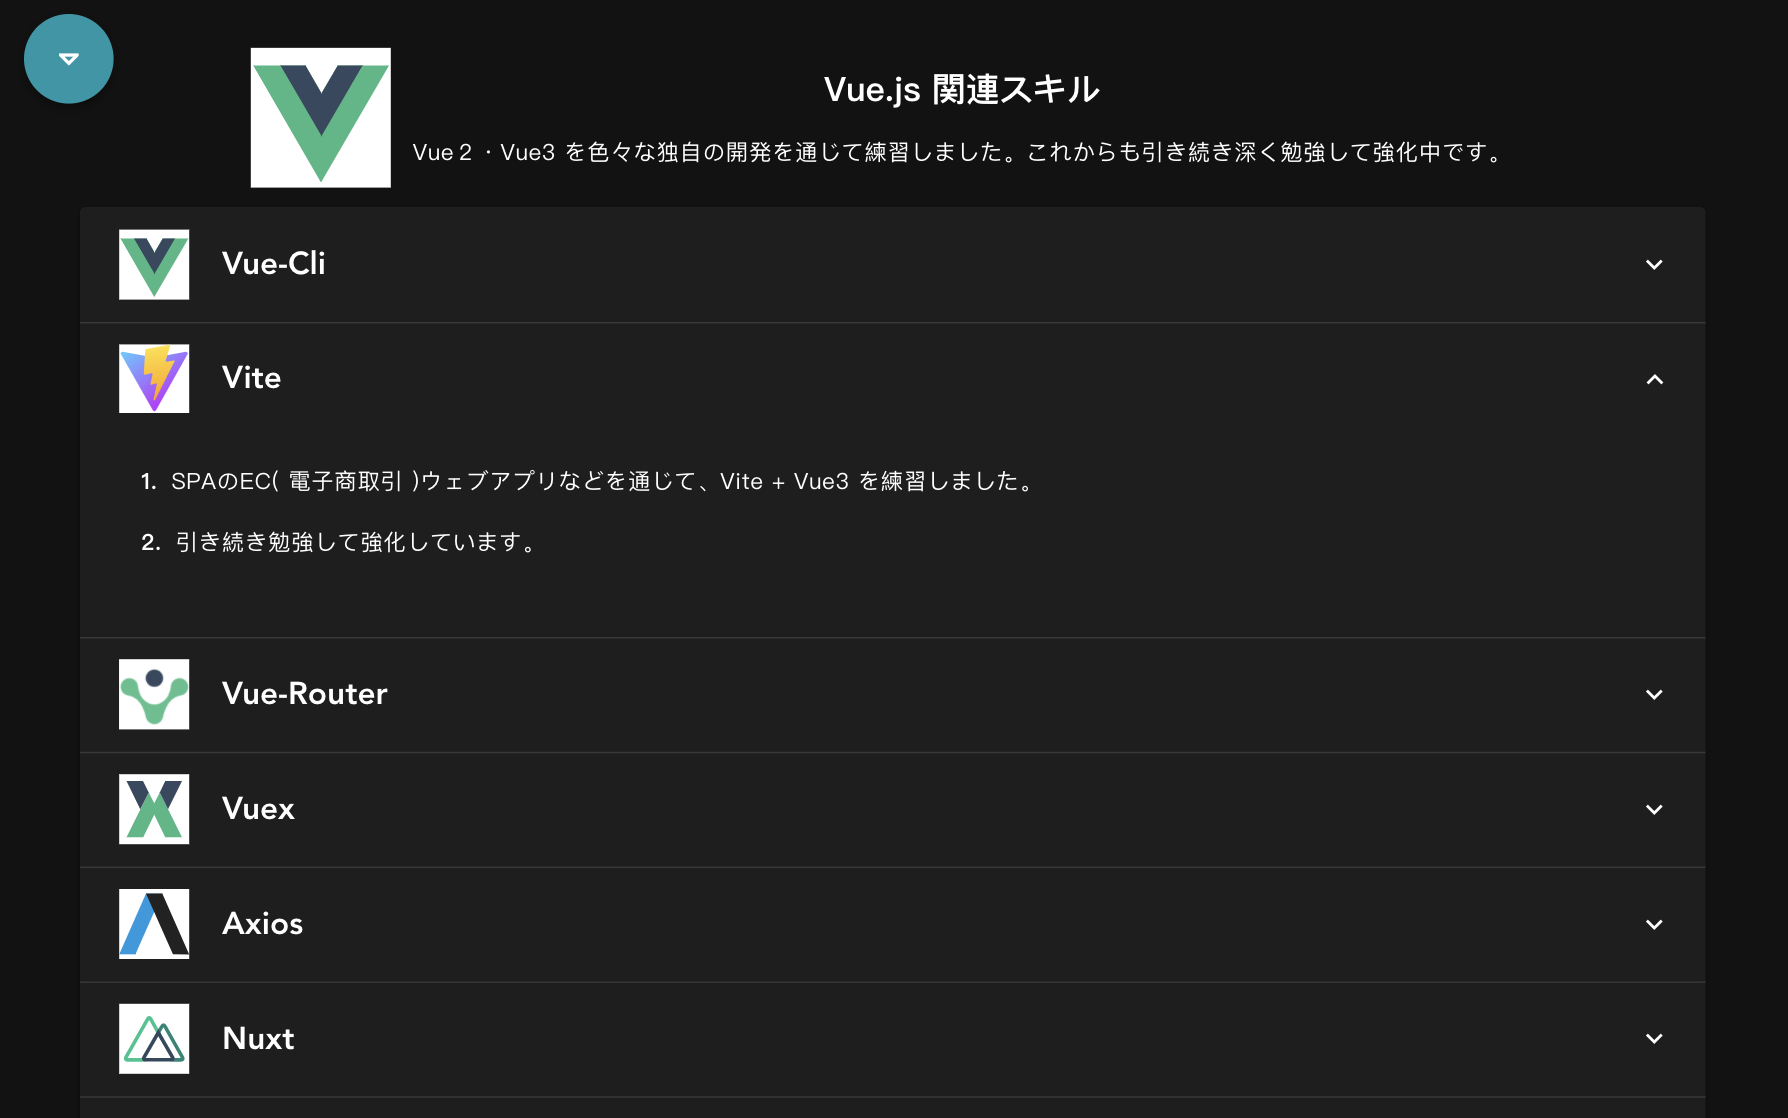 Vue.js 関連スキル
Vue 2 ・Vue3 を色々な独自の開発を通じて練習しました。これからも引き続き深く勉強して強化中です。
Vue-Cli
Vite
1. SPAのEC( 電子商取引 )ウェブアプリなどを通じて、Vite + Vue3 を練習しました。
2. 引き続き勉強して強化しています。
Vue-Router
Vuex
Axios
Nuxt